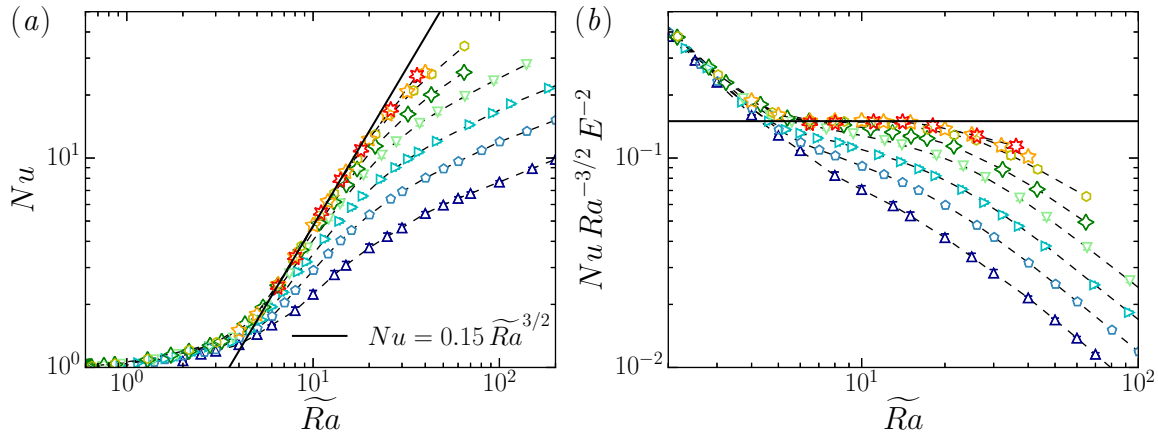 (a)
Nu
10^1
10^0
10^0
10^1
10^2
\widetilde{Ra}
Nu = 0.15 \widetilde{Ra}^{3/2}
(b)
Nu Ra^{-3/2} E^{-2}
10^{-1}
10^{-2}
10^1
10^2
\widetilde{Ra}